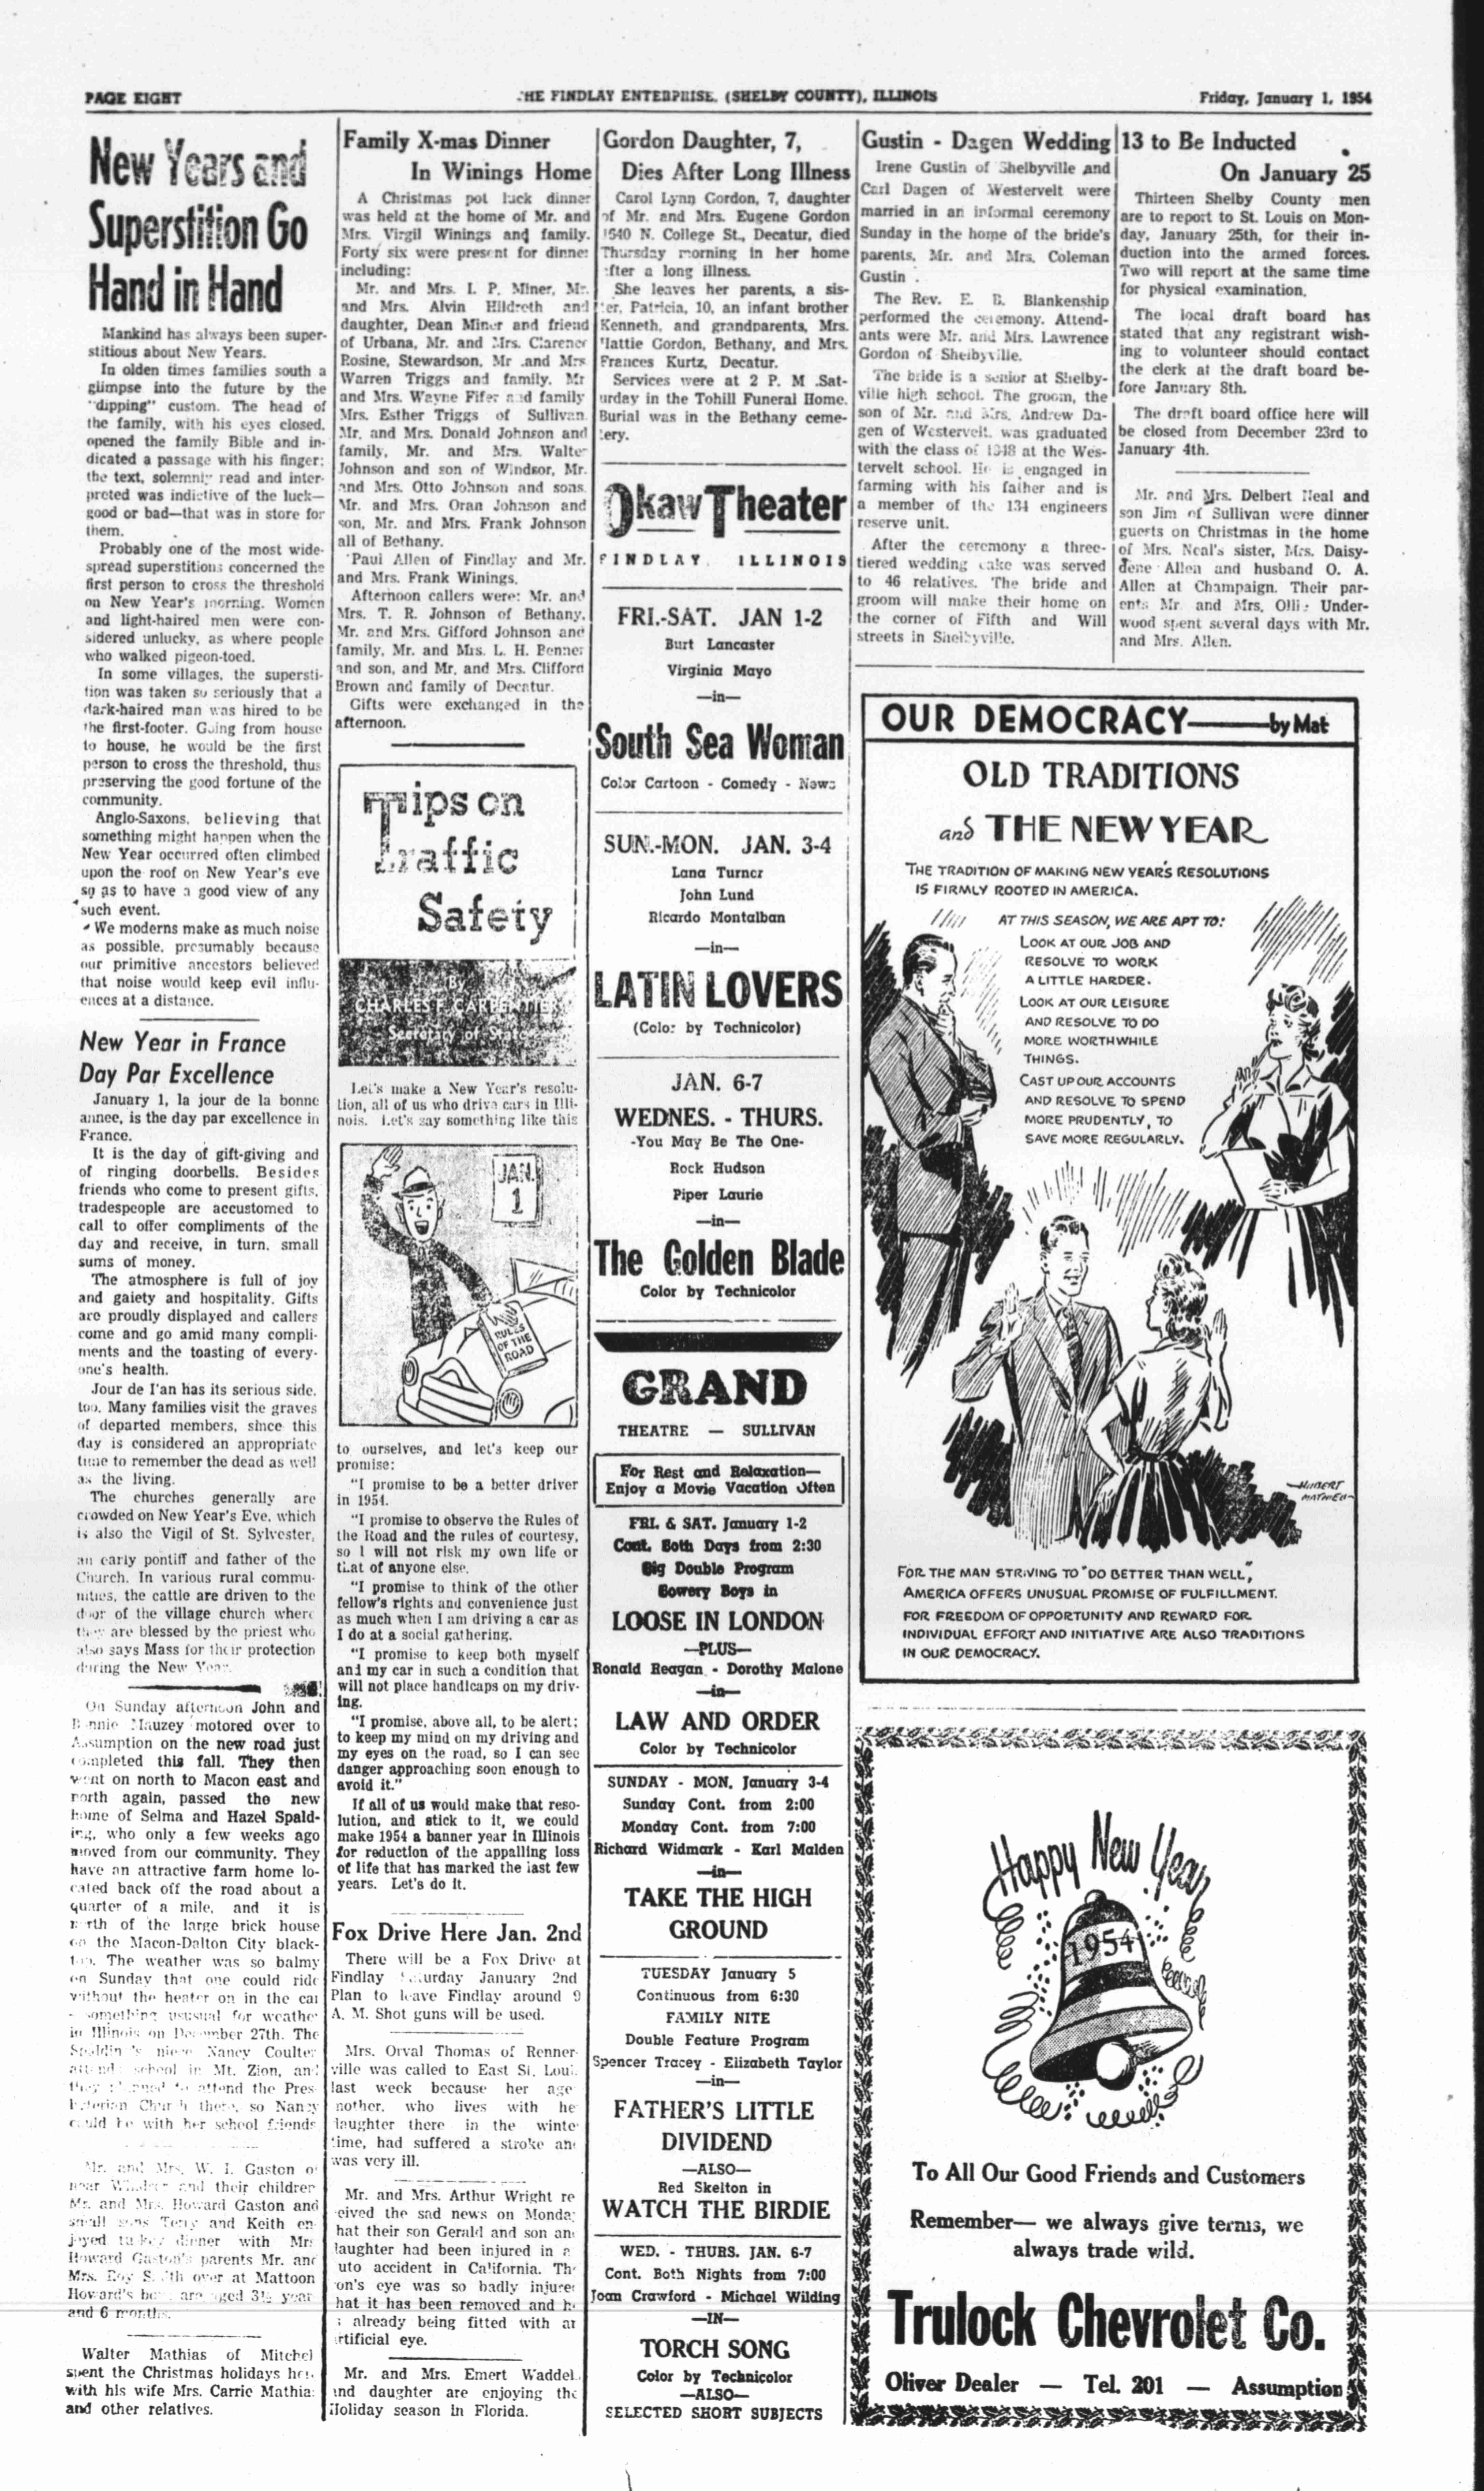 PAGE EIGHT
THE FINDLAY ENTERPRISE, (SHELBY COUNTY), ILLINOIS
Friday, January 1, 1954
New Years and
Superstition Go
Hand in Hand
Mankind has always been super-
stitious about New Years.
In olden times families south a
glimpse into the future by the
"dipping" custom. The head of
the family, with his eyes closed,
opened the family Bible and in-
dicated a passage with his finger;
the text, solemnly read and inter-
preted was indictive of the luck—
good or bad—that was in store for
them.
Probably one of the most wide-
spread superstitions concerned the
first person to cross the threshold
on New Year's morning. Women
and light-haired men were con-
sidered unlucky, as where people
who walked pigeon-toed.
In some villages, the supersti-
tion was taken so seriously that a
dark-haired man was hired to be
the first-footer. Going from house
to house, he would be the first
person to cross the threshold, thus
preserving the good fortune of the
community.
Anglo-Saxons, believing that
something might happen when the
New Year occurred often climbed
upon the roof on New Year's eve
so as to have a good view of any
such event.
We moderns make as much noise
as possible, presumably because
our primitive ancestors believed
that noise would keep evil influ-
ences at a distance.
New Year in France
Day Par Excellence
January 1, la jour de la bonne
annee, is the day par excellence in
France.
It is the day of gift-giving and
of ringing doorbells. Besides
friends who come to present gifts,
tradespeople are accustomed to
call to offer compliments of the
day and receive, in turn, small
sums of money.
The atmosphere is full of joy
and gaiety and hospitality. Gifts
are proudly displayed and callers
come and go amid many compli-
ments and the toasting of every-
one's health.
Jour de l'an has its serious side,
too. Many families visit the graves
of departed members, since this
day is considered an appropriate
time to remember the dead as well
as the living.
The churches generally are
crowded on New Year's Eve, which
is also the Vigil of St. Sylvester,
an early pontiff and father of the
Church. In various rural commu-
nities, the cattle are driven to the
door of the village church where
they are blessed by the priest who
also says Mass for their protection
during the New Year.
On Sunday afternoon John and
Bonnie Mauzey motored over to
Assumption on the new road just
completed this fall. They then
went on north to Macon east and
north again, passed the new
home of Selma and Hazel Spald-
ing, who only a few weeks ago
moved from our community. They
have an attractive farm home lo-
cated back off the road about a
quarter of a mile, and it is
north of the large brick house
on the Macon-Dalton City black-
top. The weather was so balmy
on Sunday that one could ride
without the heater on in the car
- something ususual for weather
in Illinois on December 27th. The
niece Nancy Coulter
attends school in Mt. Zion, and
they to attend the Pres-
byterian Church there, so Nancy
could be with her school friends
Mr. and Mrs. W. I. Gaston of
near Windsor and their children
Mr. and Mrs. Howard Gaston and
small sons Terry and Keith en-
joyed turkey dinner with Mrs
Howard Gaston's parents Mr. and
Mrs. Roy Smith over at Mattoon
Howard's boys are aged 3½ years
and 6 months.
Walter Mathias of Mitchel
spent the Christmas holidays here
with his wife Mrs. Carrie Mathias
and other relatives.
Family X-mas Dinner
In Winings Home
A Christmas pot luck dinner
was held at the home of Mr. and
Mrs. Virgil Winings and family.
Forty six were present for dinner
including:
Mr. and Mrs. I. P. Miner, Mr.
and Mrs. Alvin Hildreth and
daughter, Dean Miner and friend
of Urbana, Mr. and Mrs. Clarence
Rosine, Stewardson, Mr .and Mrs
Warren Triggs and family. Mr
and Mrs. Wayne Fifer and family
Mrs. Esther Triggs of Sullivan.
Mr. and Mrs. Donald Johnson and
family, Mr. and Mrs. Walter
Johnson and son of Windsor, Mr.
and Mrs. Otto Johnson and sons
Mr. and Mrs. Oran Johnson and
son, Mr. and Mrs. Frank Johnson
all of Bethany.
Paul Allen of Findlay and Mr.
and Mrs. Frank Winings.
Afternoon callers were: Mr. and
Mrs. T. R. Johnson of Bethany,
Mr. and Mrs. Gifford Johnson and
family, Mr. and Mrs. L. H. Penner
and son, and Mr. and Mrs. Clifford
Brown and family of Decatur.
Gifts were exchanged in the
afternoon.
Tips on
Traffic
Safety
By
CHARLES F. CARPENTIER
Secretary of State
Let's make a New Year's resolu-
tion, all of us who drive cars in Illi-
nois. Let's say something like this
JAN.
1
RULES
OF THE
ROAD
to ourselves, and let's keep our
promise:
"I promise to be a better driver
in 1954.
"I promise to observe the Rules of
the Road and the rules of courtesy,
so I will not risk my own life or
that of anyone else.
"I promise to think of the other
fellow's rights and convenience just
as much when I am driving a car as
I do at a social gathering.
"I promise to keep both myself
and my car in such a condition that
will not place handicaps on my driv-
ing.
"I promise, above all, to be alert;
to keep my mind on my driving and
my eyes on the road, so I can see
danger approaching soon enough to
avoid it."
If all of us would make that reso-
lution, and stick to it, we could
make 1954 a banner year in Illinois
for reduction of the appalling loss
of life that has marked the last few
years. Let's do it.
Fox Drive Here Jan. 2nd
There will be a Fox Drive at
Findlay Saturday January 2nd
Plan to leave Findlay around 9
A. M. Shot guns will be used.
Mrs. Orval Thomas of Renner-
ville was called to East St. Louis
last week because her age
mother, who lives with he
daughter there in the winte
time, had suffered a stroke an
was very ill.
Mr. and Mrs. Arthur Wright re
ceived the sad news on Monday
hat their son Gerald and son an
daughter had been injured in a
uto accident in California. Th
on's eye was so badly injured
hat it has been removed and h
already being fitted with ar
rtificial eye.
Mr. and Mrs. Emert Waddel
and daughter are enjoying the
Holiday season in Florida.
Gordon Daughter, 7,
Dies After Long Illness
Carol Lynn Gordon, 7, daughter
of Mr. and Mrs. Eugene Gordon
1640 N. College St., Decatur, died
Thursday morning in her home
after a long illness.
She leaves her parents, a sis-
ter, Patricia, 10, an infant brother
Kenneth, and grandparents, Mrs.
Hattie Gordon, Bethany, and Mrs.
Frances Kurtz, Decatur.
Services were at 2 P. M .Sat-
urday in the Tohill Funeral Home.
Burial was in the Bethany ceme-
tery.
Okaw Theater
FINDLAY, ILLINOIS
FRI.-SAT. JAN 1-2
Burt Lancaster
Virginia Mayo
—in—
South Sea Woman
Color Cartoon - Comedy - News
SUN.-MON. JAN. 3-4
Lana Turner
John Lund
Ricardo Montalban
—in—
LATIN LOVERS
(Color by Technicolor)
JAN. 6-7
WEDNES. - THURS.
-You May Be The One-
Rock Hudson
Piper Laurie
—in—
The Golden Blade
Color by Technicolor
GRAND
THEATRE — SULLIVAN
For Rest and Relaxation—
Enjoy a Movie Vacation Often
FRI. & SAT. January 1-2
Cont. Both Days from 2:30
Big Double Program
Bowery Boys in
LOOSE IN LONDON
—PLUS—
Ronald Reagan - Dorothy Malone
—in—
LAW AND ORDER
Color by Technicolor
SUNDAY - MON. January 3-4
Sunday Cont. from 2:00
Monday Cont. from 7:00
Richard Widmark - Karl Malden
—in—
TAKE THE HIGH
GROUND
TUESDAY January 5
Continuous from 6:30
FAMILY NITE
Double Feature Program
Spencer Tracey - Elizabeth Taylor
—in—
FATHER'S LITTLE
DIVIDEND
—ALSO—
Red Skelton in
WATCH THE BIRDIE
WED. - THURS. JAN. 6-7
Cont. Both Nights from 7:00
Joan Crawford - Michael Wilding
—IN—
TORCH SONG
Color by Technicolor
—ALSO—
SELECTED SHORT SUBJECTS
Gustin - Dagen Wedding
Irene Gustin of Shelbyville and
Carl Dagen of Westervelt were
married in an informal ceremony
Sunday in the home of the bride's
parents, Mr. and Mrs. Coleman
Gustin .
The Rev. E. B. Blankenship
performed the ceremony. Attend-
ants were Mr. and Mrs. Lawrence
Gordon of Shelbyville.
The bride is a senior at Shelby-
ville high school. The groom, the
son of Mr. and Mrs. Andrew Da-
gen of Westervelt, was graduated
with the class of 1948 at the Wes-
tervelt school. He is engaged in
farming with his father and is
a member of the 134 engineers
reserve unit.
After the ceremony a three-
tiered wedding cake was served
to 46 relatives. The bride and
groom will make their home on
the corner of Fifth and Will
streets in Shelbyville.
13 to Be Inducted
On January 25
Thirteen Shelby County men
are to report to St. Louis on Mon-
day, January 25th, for their in-
duction into the armed forces.
Two will report at the same time
for physical examination.
The local draft board has
stated that any registrant wish-
ing to volunteer should contact
the clerk at the draft board be-
fore January 8th.
The draft board office here will
be closed from December 23rd to
January 4th.
Mr. and Mrs. Delbert Neal and
son Jim of Sullivan were dinner
guests on Christmas in the home
of Mrs. Neal's sister, Mrs. Daisy-
Jene Allen and husband O. A.
Allen at Champaign. Their par-
ents Mr and Mrs. Ollie Under-
wood spent several days with Mr.
and Mrs. Allen.
OUR DEMOCRACY——by Mat
OLD TRADITIONS
and THE NEW YEAR
THE TRADITION OF MAKING NEW YEAR'S RESOLUTIONS
IS FIRMLY ROOTED IN AMERICA.
AT THIS SEASON, WE ARE APT TO:
LOOK AT OUR JOB AND
RESOLVE TO WORK
A LITTLE HARDER.
LOOK AT OUR LEISURE
AND RESOLVE TO DO
MORE WORTHWHILE
THINGS.
CAST UP OUR ACCOUNTS
AND RESOLVE TO SPEND
MORE PRUDENTLY, TO
SAVE MORE REGULARLY.
HUBERT
MATHIEU
FOR THE MAN STRIVING TO "DO BETTER THAN WELL",
AMERICA OFFERS UNUSUAL PROMISE OF FULFILLMENT.
FOR FREEDOM OF OPPORTUNITY AND REWARD FOR
INDIVIDUAL EFFORT AND INITIATIVE ARE ALSO TRADITIONS
IN OUR DEMOCRACY.
Happy New Year
1954
To All Our Good Friends and Customers
Remember— we always give terms, we
always trade wild.
Trulock Chevrolet Co.
Oliver Dealer — Tel. 201 — Assumption